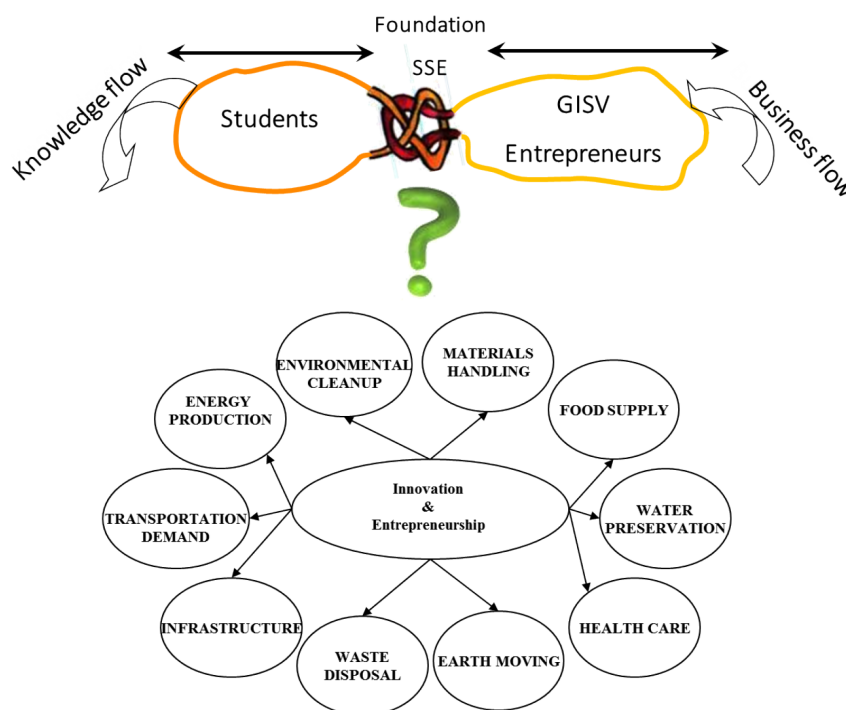 Foundation
SSE
Knowledge flow
Students
GISV
Entrepreneurs
Business flow
?
ENVIRONMENTAL
CLEANUP
MATERIALS
HANDLING
ENERGY
PRODUCTION
FOOD SUPPLY
Innovation
&
Entrepreneurship
TRANSPORTATION
DEMAND
WATER
PRESERVATION
INFRASTRUCTURE
HEALTH CARE
WASTE
DISPOSAL
EARTH MOVING